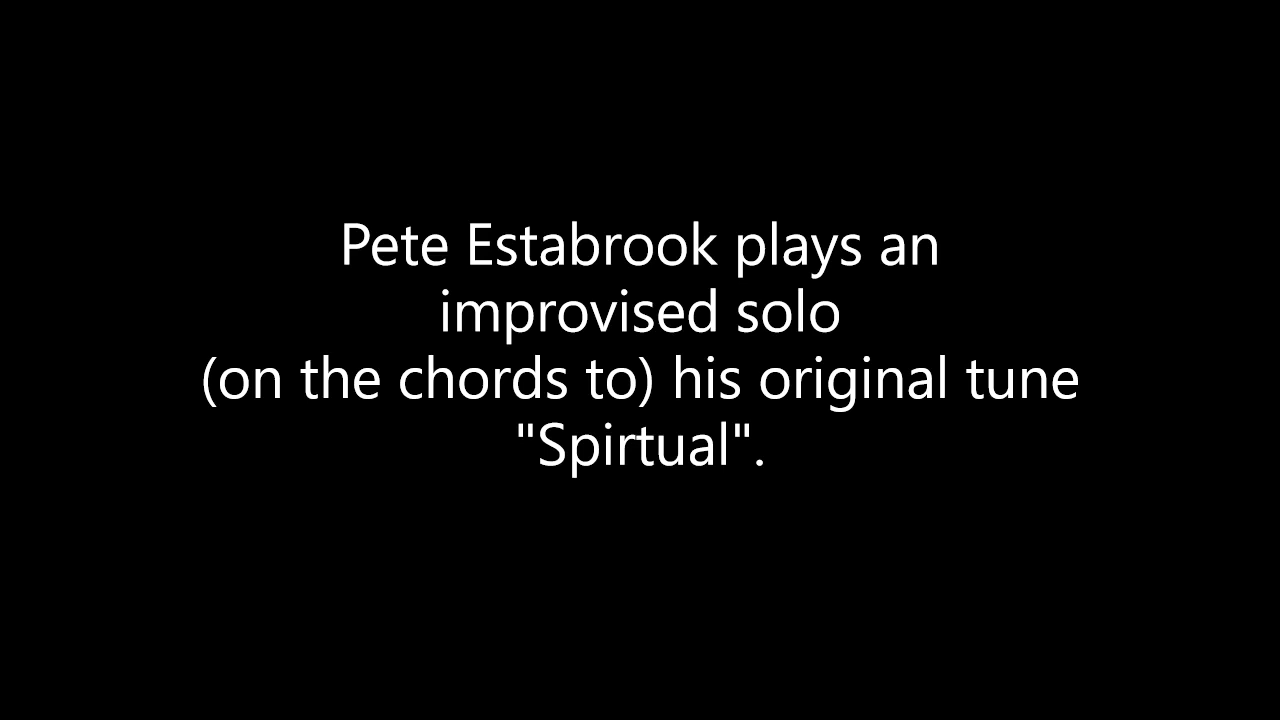 Pete Estabrook plays an
improvised solo
(on the chords to) his original tune
"Spirtual".